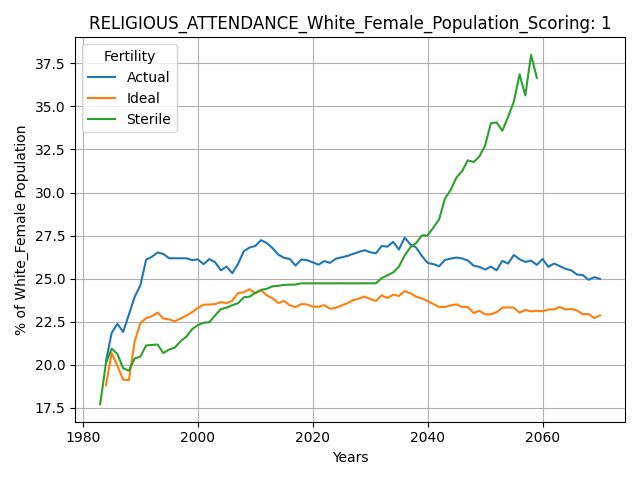 RELIGIOUS_ATTENDANCE_White_Female_Population_Scoring: 1
Fertility
Actual
Ideal
Sterile
% of White_Female Population
37.5
35.0
32.5
30.0
27.5
25.0
22.5
20.0
17.5
1980 2000 2020 2040 2060
Years